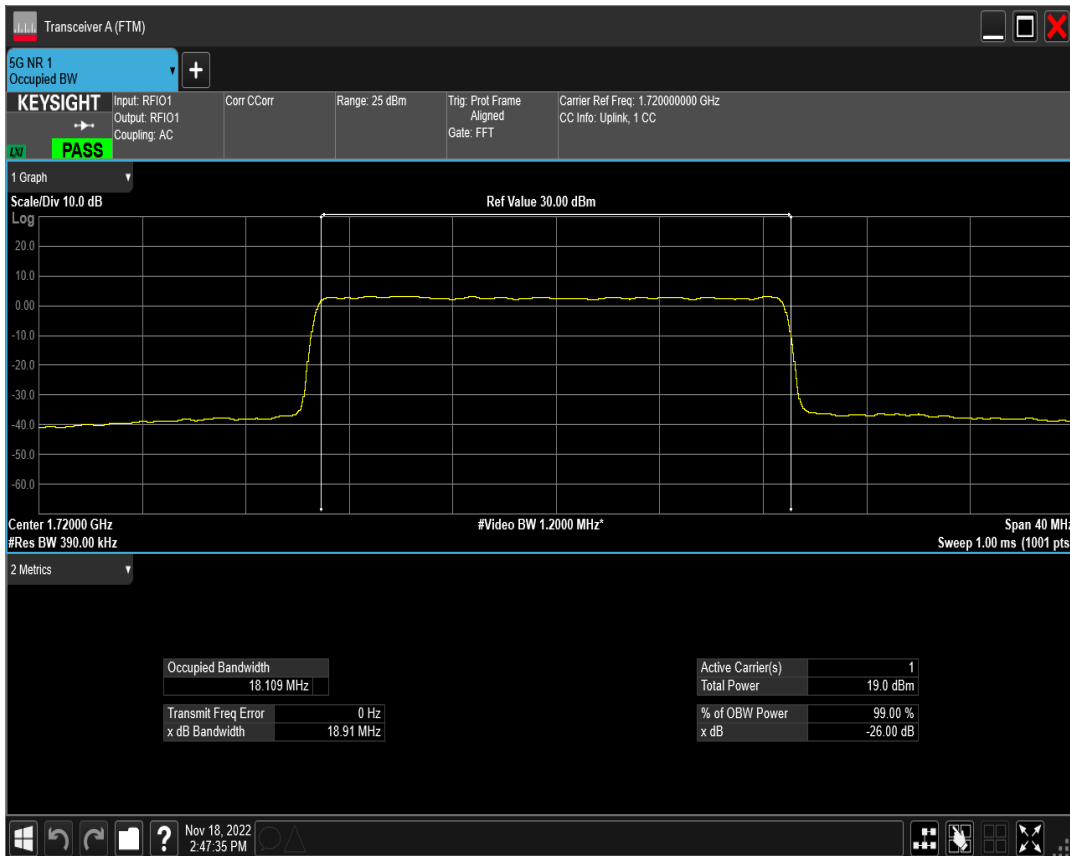 Transceiver A (FTM)
5G NR 1
Occupied BW
+
KEYSIGHT
LXI
PASS
Input: RFIO1
Output: RFIO1
Coupling: AC
Corr CCorr
Range: 25 dBm
Trig: Prot Frame
Aligned
Gate: FFT
Carrier Ref Freq: 1.720000000 GHz
CC Info: Uplink, 1 CC
1 Graph
Scale/Div 10.0 dB
Ref Value 30.00 dBm
Log
20.0
10.0
0.00
-10.0
-20.0
-30.0
-40.0
-50.0
-60.0
Center 1.72000 GHz
#Video BW 1.2000 MHz*
Span 40 MHz
#Res BW 390.00 kHz
Sweep 1.00 ms (1001 pts
2 Metrics
Occupied Bandwidth
18.109 MHz
Transmit Freq Error 0 Hz
x dB Bandwidth 18.91 MHz
Active Carrier(s) 1
Total Power 19.0 dBm
% of OBW Power 99.00 %
x dB -26.00 dB
?
Nov 18, 2022
2:47:35 PM